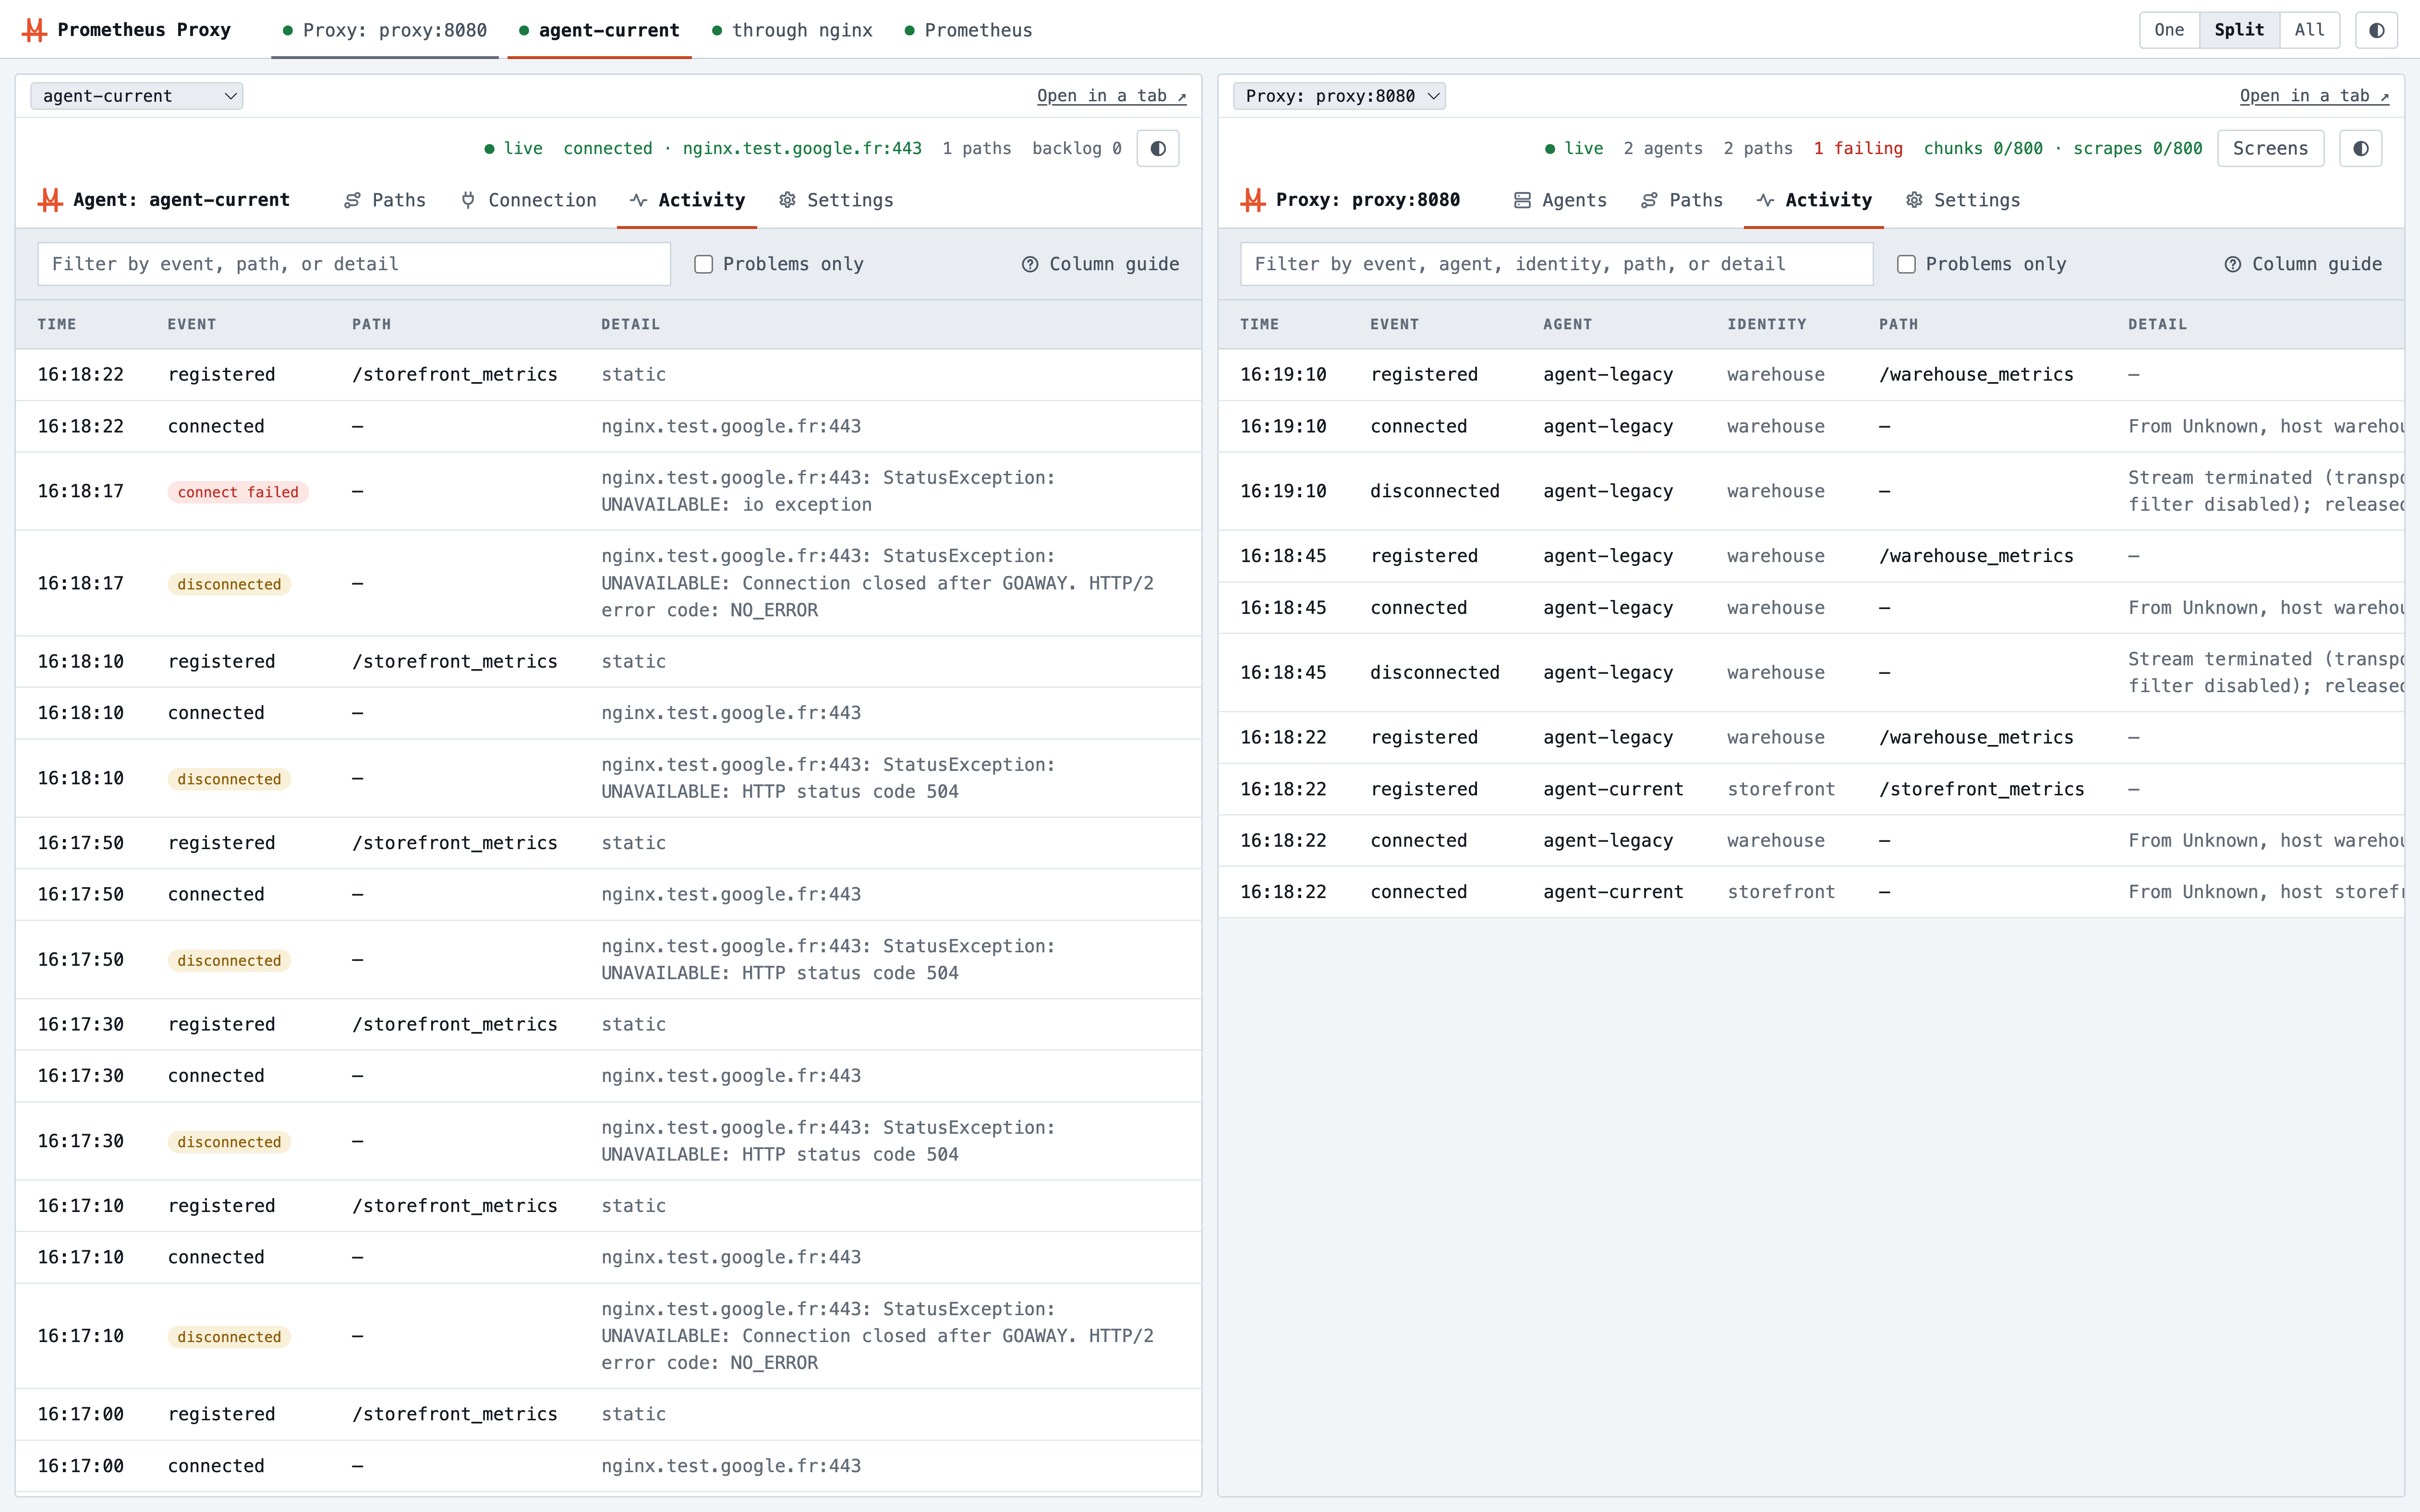 Prometheus Proxy
Proxy: proxy:8080
agent-current
through nginx
Prometheus
One Split All
agent-current
Open in a tab ↗
live connected · nginx.test.google.fr:443 1 paths backlog 0
Agent: agent-current
Paths Connection Activity Settings
Filter by event, path, or detail
Problems only
Column guide
TIME EVENT PATH DETAIL
16:18:22 registered /storefront_metrics static
16:18:22 connected — nginx.test.google.fr:443
16:18:17 connect failed — nginx.test.google.fr:443: StatusException:
UNAVAILABLE: io exception
16:18:17 disconnected — nginx.test.google.fr:443: StatusException:
UNAVAILABLE: Connection closed after GOAWAY. HTTP/2
error code: NO_ERROR
16:18:10 registered /storefront_metrics static
16:18:10 connected — nginx.test.google.fr:443
16:18:10 disconnected — nginx.test.google.fr:443: StatusException:
UNAVAILABLE: HTTP status code 504
16:17:50 registered /storefront_metrics static
16:17:50 connected — nginx.test.google.fr:443
16:17:50 disconnected — nginx.test.google.fr:443: StatusException:
UNAVAILABLE: HTTP status code 504
16:17:30 registered /storefront_metrics static
16:17:30 connected — nginx.test.google.fr:443
16:17:30 disconnected — nginx.test.google.fr:443: StatusException:
UNAVAILABLE: HTTP status code 504
16:17:10 registered /storefront_metrics static
16:17:10 connected — nginx.test.google.fr:443
16:17:10 disconnected — nginx.test.google.fr:443: StatusException:
UNAVAILABLE: Connection closed after GOAWAY. HTTP/2
error code: NO_ERROR
16:17:00 registered /storefront_metrics static
16:17:00 connected — nginx.test.google.fr:443
Proxy: proxy:8080
Open in a tab ↗
live 2 agents 2 paths 1 failing chunks 0/800 · scrapes 0/800 Screens
Proxy: proxy:8080
Agents Paths Activity Settings
Filter by event, agent, identity, path, or detail
Problems only
Column guide
TIME EVENT AGENT IDENTITY PATH DETAIL
16:19:10 registered agent-legacy warehouse /warehouse_metrics —
16:19:10 connected agent-legacy warehouse — From Unknown, host
16:19:10 disconnected agent-legacy warehouse — Stream terminated
filter disabled);
16:18:45 registered agent-legacy warehouse /warehouse_metrics —
16:18:45 connected agent-legacy warehouse — From Unknown, host
16:18:45 disconnected agent-legacy warehouse — Stream terminated
filter disabled);
16:18:22 registered agent-legacy warehouse /warehouse_metrics —
16:18:22 registered agent-current storefront /storefront_metrics —
16:18:22 connected agent-legacy warehouse — From Unknown, host
16:18:22 connected agent-current storefront — From Unknown, host